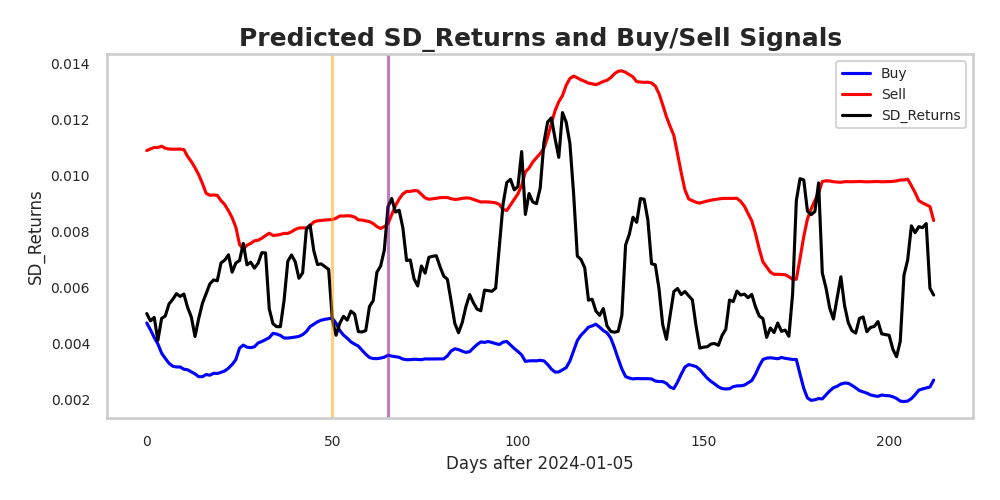 Predicted SD_Returns and Buy/Sell Signals
SD_Returns
0.014
0.012
0.010
0.008
0.006
0.004
0.002
Buy
Sell
SD_Returns
0 50 100 150 200
Days after 2024-01-05